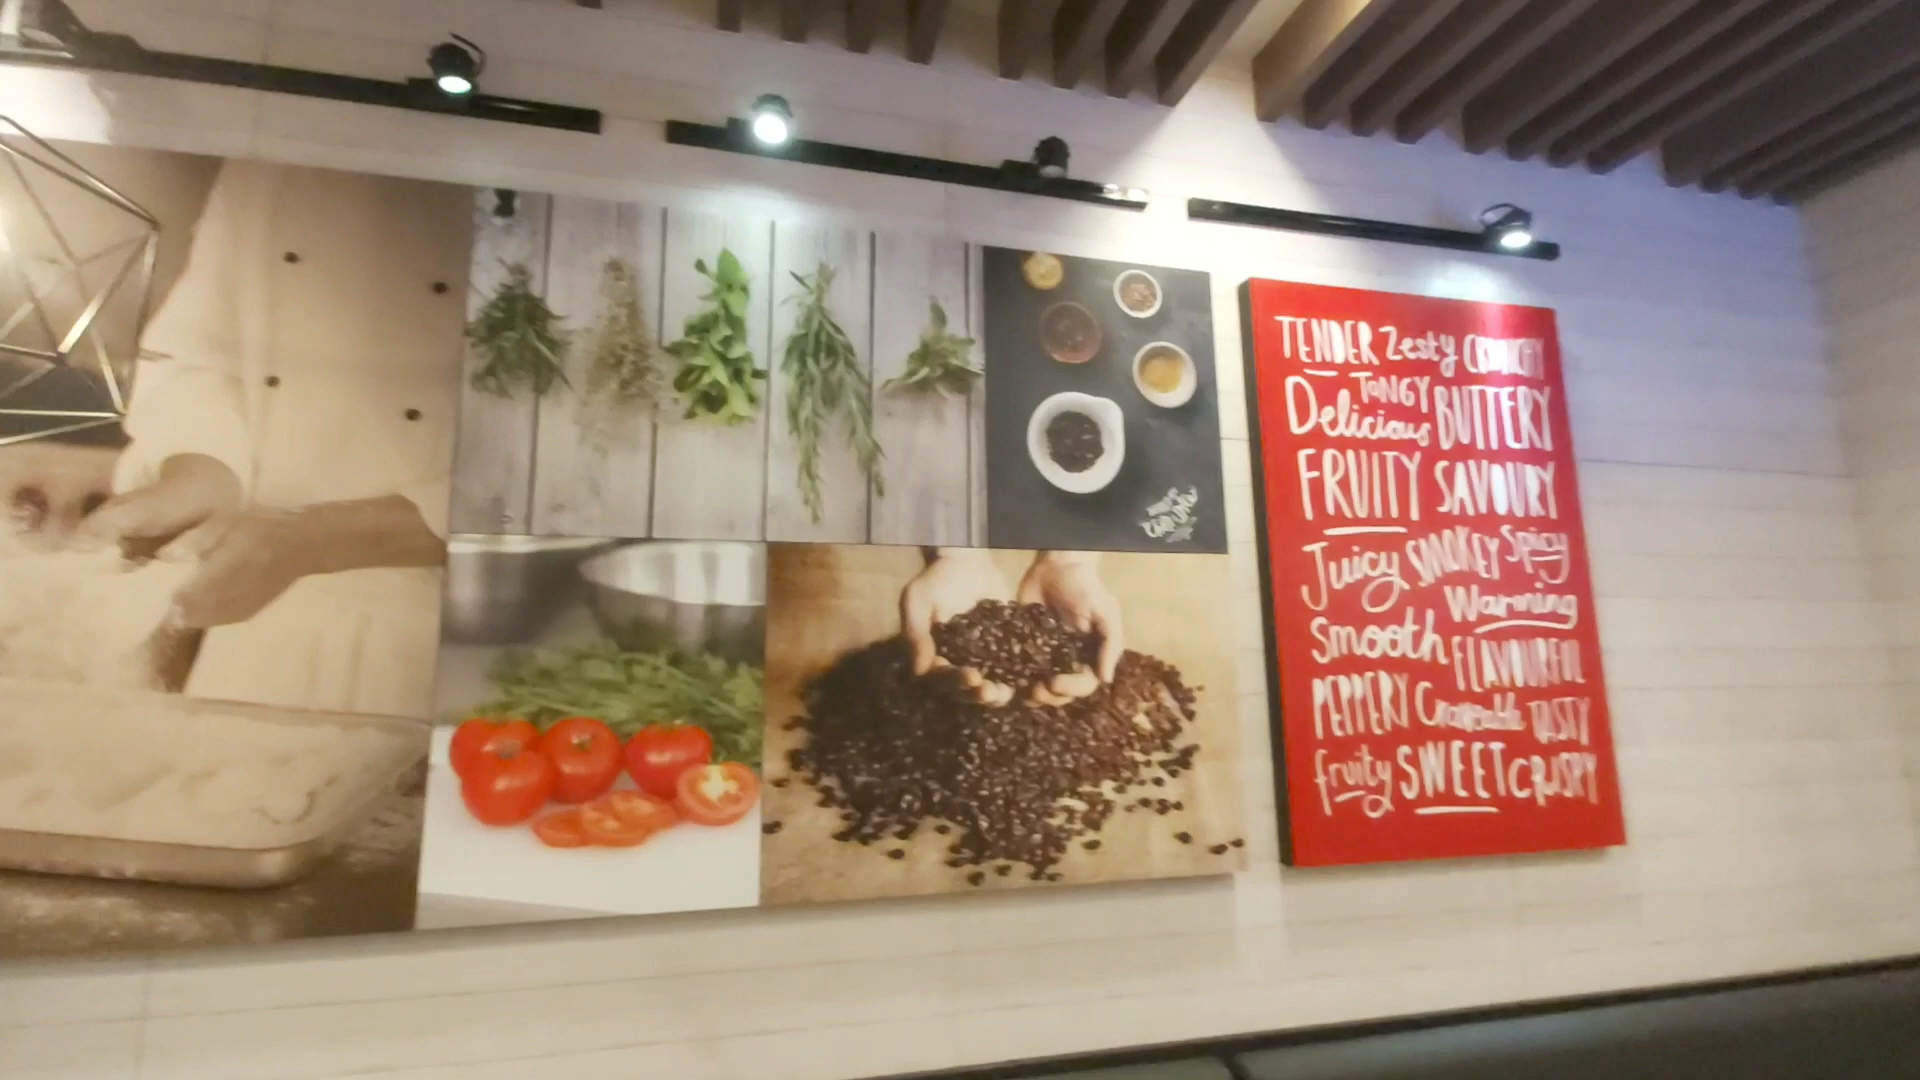 TENDER Zesty CRUNCHY
TANGY
Delicious BUTTERY
FRUITY SAVOURY
Juicy SMOKEY Spicy
Warming
Smooth FLAVOURFUL
PEPPERY Craveable TASTY
fruity SWEET CRISPY